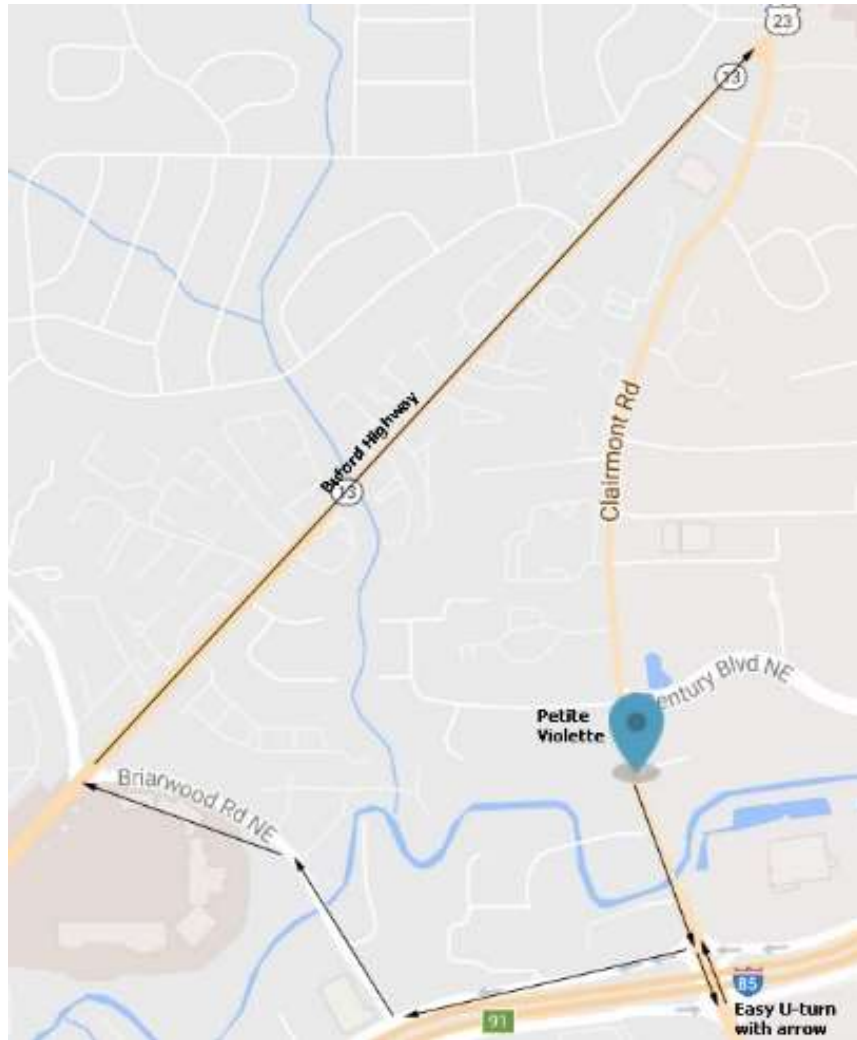 23
13
Buford Highway
13
Clairmont Rd
Century Blvd NE
Petite
Violette
Briarwood Rd NE
85
Easy U-turn
with arrow
91